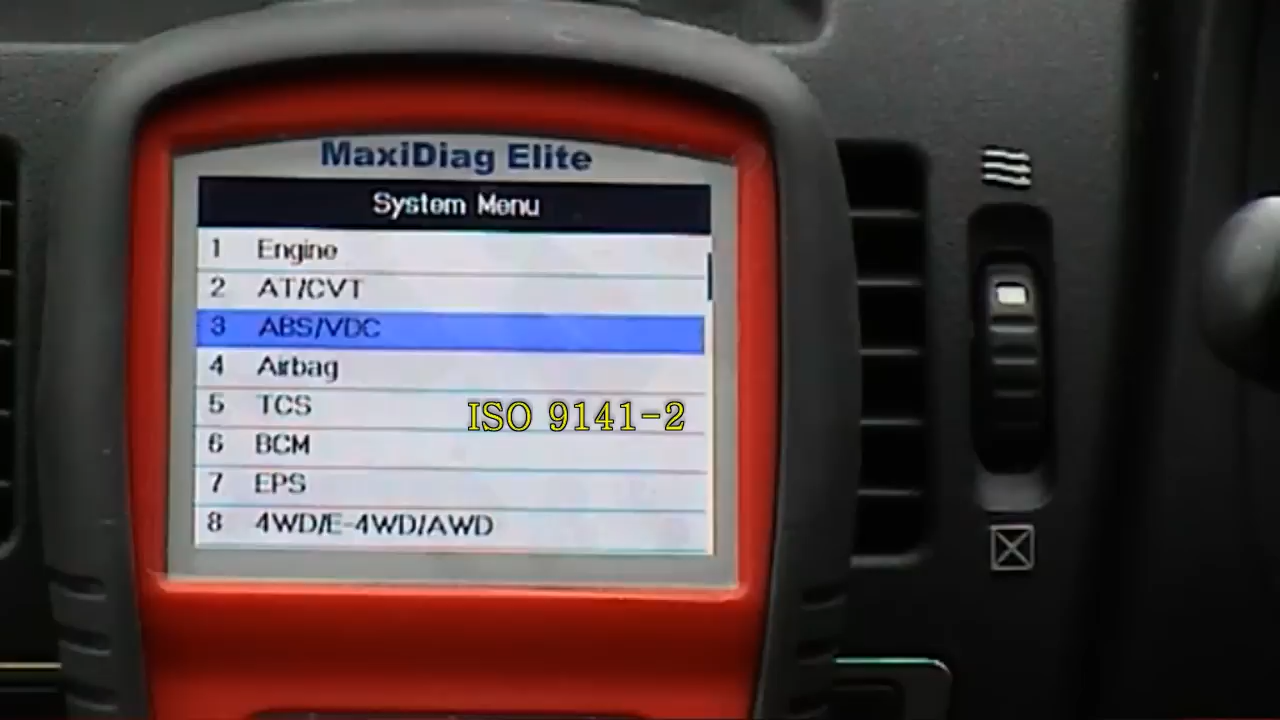 MaxiDiag Elite
System Menu
1 Engine
2 AT/CVT
3 ABS/VDC
4 Airbag
5 TCS
ISO 9141-2
6 BCM
7 EPS
8 4WD/E-4WD/AWD